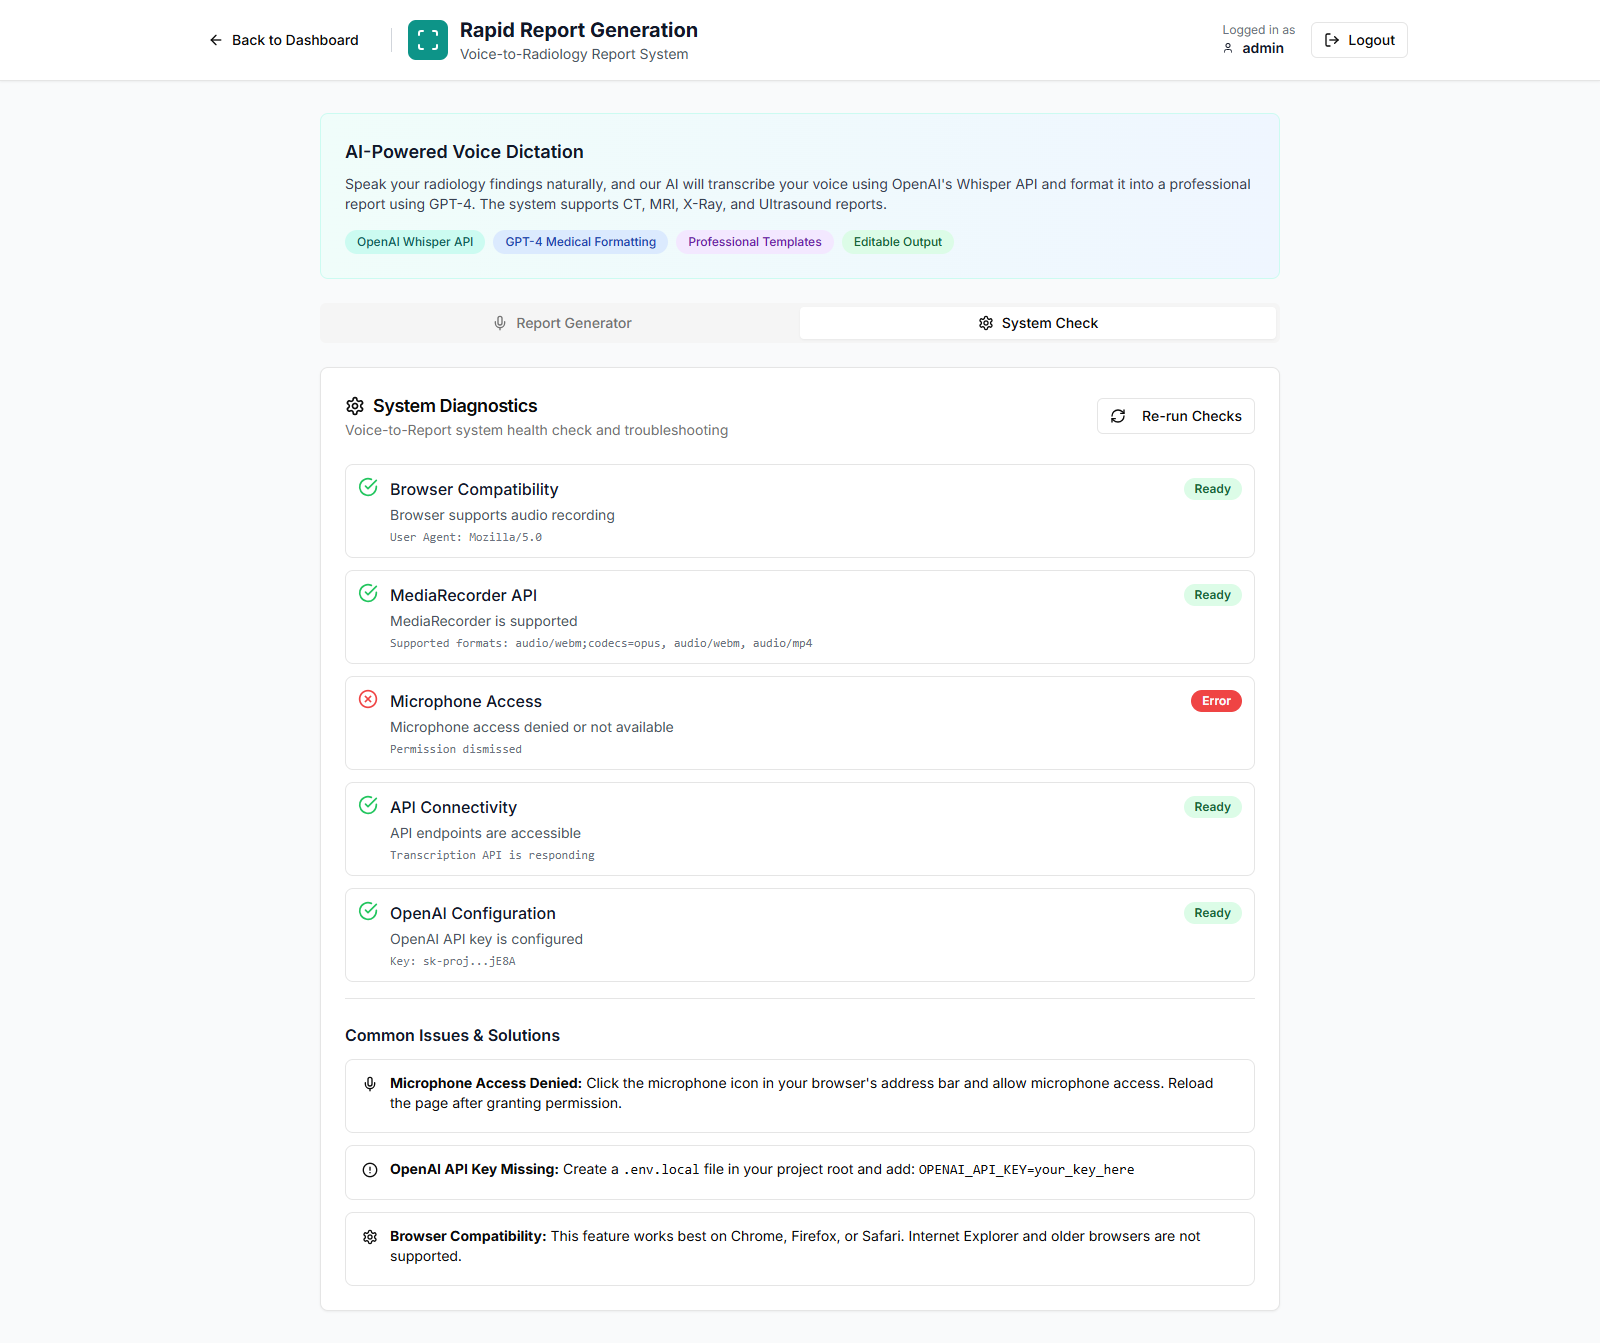 Back to Dashboard
Rapid Report Generation
Voice-to-Radiology Report System
Logged in as
admin
Logout
AI-Powered Voice Dictation
Speak your radiology findings naturally, and our AI will transcribe your voice using OpenAI's Whisper API and format it into a professional
report using GPT-4. The system supports CT, MRI, X-Ray, and Ultrasound reports.
OpenAI Whisper API
GPT-4 Medical Formatting
Professional Templates
Editable Output
Report Generator
System Check
System Diagnostics
Voice-to-Report system health check and troubleshooting
Re-run Checks
Browser Compatibility
Ready
Browser supports audio recording
User Agent: Mozilla/5.0
MediaRecorder API
Ready
MediaRecorder is supported
Supported formats: audio/webm;codecs=opus, audio/webm, audio/mp4
Microphone Access
Error
Microphone access denied or not available
Permission dismissed
API Connectivity
Ready
API endpoints are accessible
Transcription API is responding
OpenAI Configuration
Ready
OpenAI API key is configured
Key: sk-proj...jE8A
Common Issues & Solutions
Microphone Access Denied: Click the microphone icon in your browser's address bar and allow microphone access. Reload
the page after granting permission.
OpenAI API Key Missing: Create a .env.local file in your project root and add: OPENAI_API_KEY=your_key_here
Browser Compatibility: This feature works best on Chrome, Firefox, or Safari. Internet Explorer and older browsers are not
supported.